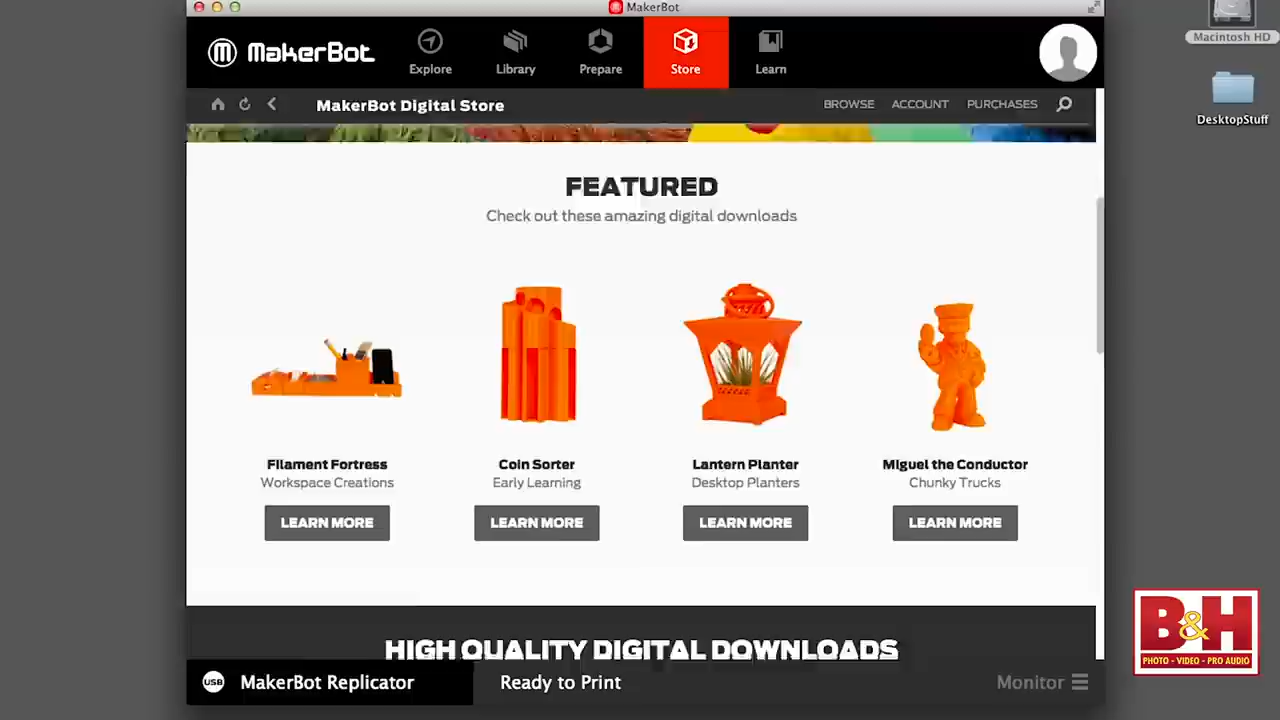 MakerBot
Macintosh HD
MakerBot
Explore
Library
Prepare
Store
Learn
DesktopStuff
MakerBot Digital Store
BROWSE
ACCOUNT
PURCHASES
FEATURED
Check out these amazing digital downloads
Filament Fortress
Workspace Creations
LEARN MORE
Coin Sorter
Early Learning
LEARN MORE
Lantern Planter
Desktop Planters
LEARN MORE
Miguel the Conductor
Chunky Trucks
LEARN MORE
HIGH QUALITY DIGITAL DOWNLOADS
USB
MakerBot Replicator
Ready to Print
Monitor
B&H
PHOTO - VIDEO - PRO AUDIO